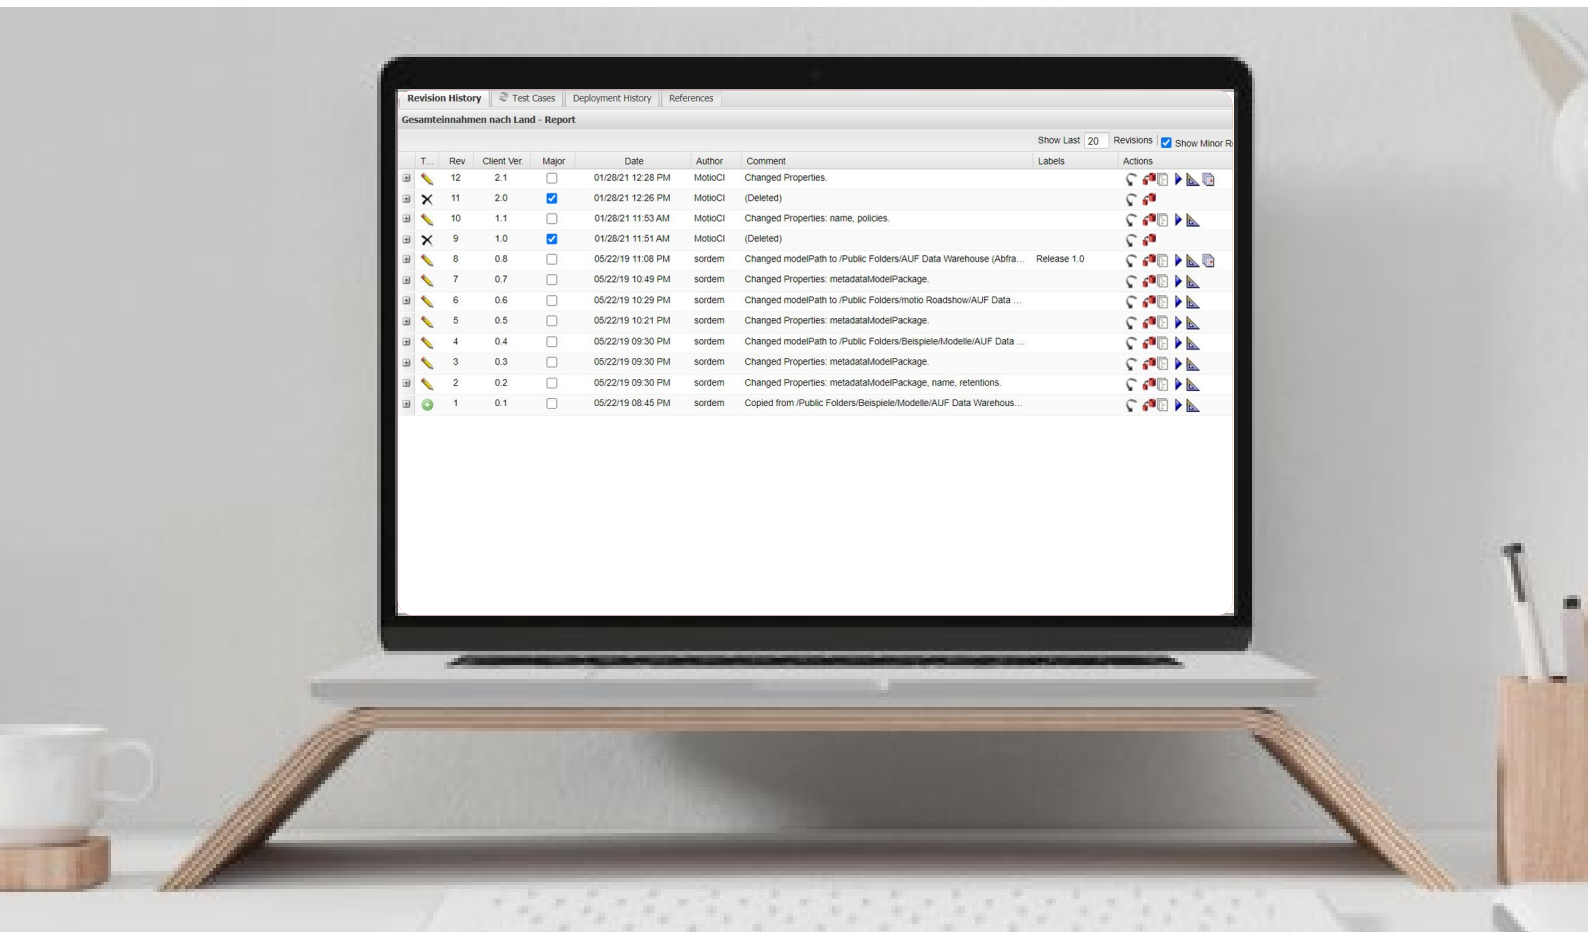 Revision History Test Cases Deployment History References
Gesamteinnahmen nach Land - Report
Show Last 20 Revisions Show Minor R
T... Rev Client Ver. Major Date Author Comment Labels Actions
12 2.1 01/28/21 12:28 PM MotioCI Changed Properties.
11 2.0 01/28/21 12:26 PM MotioCI (Deleted)
10 1.1 01/28/21 11:53 AM MotioCI Changed Properties: name, policies.
9 1.0 01/28/21 11:51 AM MotioCI (Deleted)
8 0.8 05/22/19 11:08 PM sordem Changed modelPath to /Public Folders/AUF Data Warehouse (Abfra... Release 1.0
7 0.7 05/22/19 10:49 PM sordem Changed Properties: metadataModelPackage.
6 0.6 05/22/19 10:29 PM sordem Changed modelPath to /Public Folders/motio Roadshow/AUF Data ...
5 0.5 05/22/19 10:21 PM sordem Changed Properties: metadataModelPackage.
4 0.4 05/22/19 09:30 PM sordem Changed modelPath to /Public Folders/Beispiele/Modelle/AUF Data ...
3 0.3 05/22/19 09:30 PM sordem Changed Properties: metadataModelPackage.
2 0.2 05/22/19 09:30 PM sordem Changed Properties: metadataModelPackage, name, retentions.
1 0.1 05/22/19 08:45 PM sordem Copied from /Public Folders/Beispiele/Modelle/AUF Data Warehous...